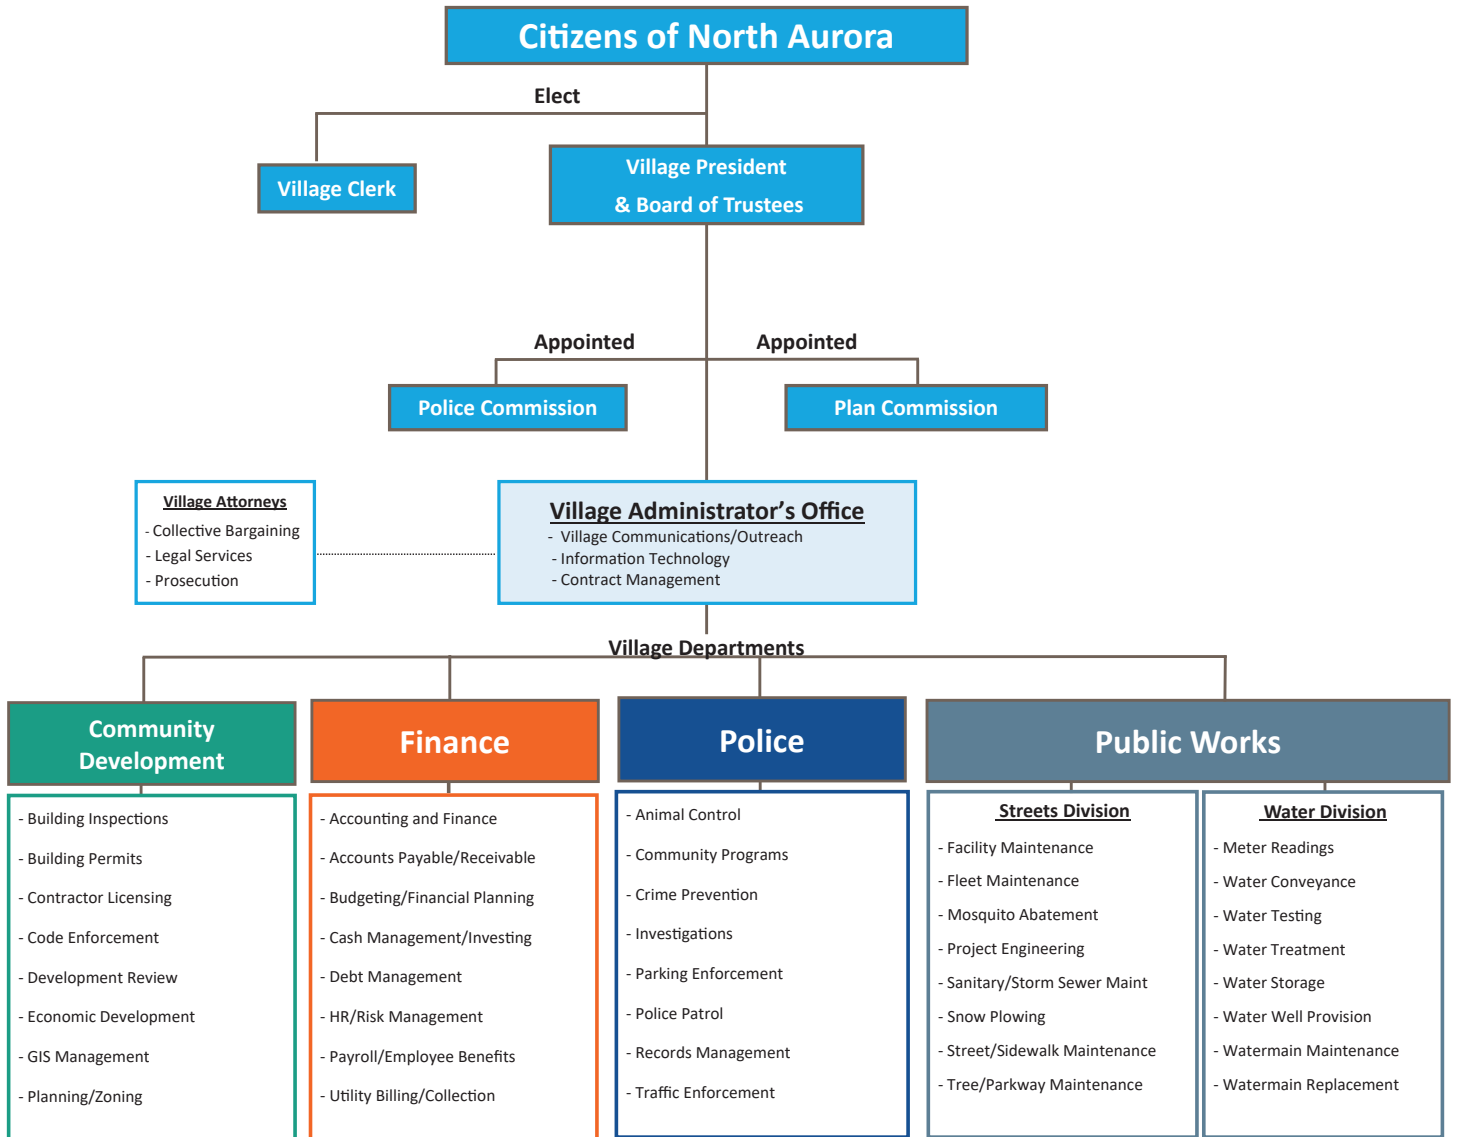 Citizens of North Aurora
Elect
Village Clerk
Village President
& Board of Trustees
Appointed
Appointed
Police Commission
Plan Commission
Village Attorneys
- Collective Bargaining
- Legal Services
- Prosecution
Village Administrator’s Office
- Village Communications/Outreach
- Information Technology
- Contract Management
Village Departments
Community
Development
- Building Inspections
- Building Permits
- Contractor Licensing
- Code Enforcement
- Development Review
- Economic Development
- GIS Management
- Planning/Zoning
Finance
- Accounting and Finance
- Accounts Payable/Receivable
- Budgeting/Financial Planning
- Cash Management/Investing
- Debt Management
- HR/Risk Management
- Payroll/Employee Benefits
- Utility Billing/Collection
Police
- Animal Control
- Community Programs
- Crime Prevention
- Investigations
- Parking Enforcement
- Police Patrol
- Records Management
- Traffic Enforcement
Public Works
Streets Division
- Facility Maintenance
- Fleet Maintenance
- Mosquito Abatement
- Project Engineering
- Sanitary/Storm Sewer Maint
- Snow Plowing
- Street/Sidewalk Maintenance
- Tree/Parkway Maintenance
Water Division
- Meter Readings
- Water Conveyance
- Water Testing
- Water Treatment
- Water Storage
- Water Well Provision
- Watermain Maintenance
- Watermain Replacement